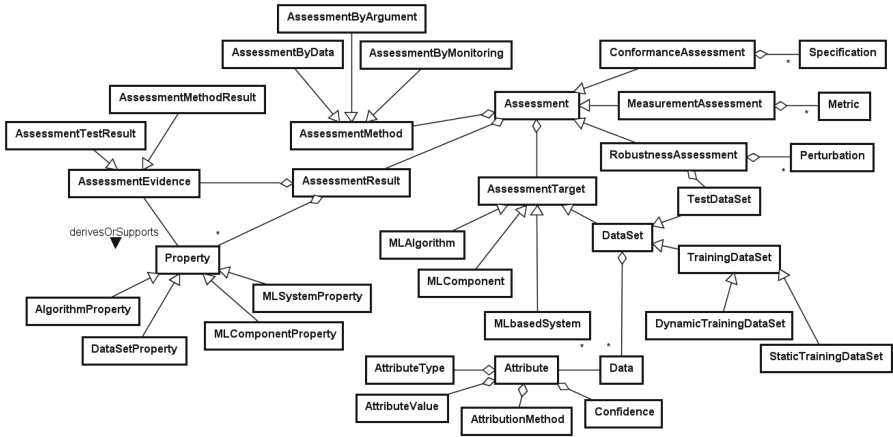 AssessmentByArgument
AssessmentByData
AssessmentByMonitoring
ConformanceAssessment
*
Specification
AssessmentMethodResult
Assessment
MeasurementAssessment
*
Metric
AssessmentTestResult
AssessmentMethod
RobustnessAssessment
*
Perturbation
AssessmentEvidence
AssessmentResult
AssessmentTarget
TestDataSet
derivesOrSupports
*
MLAlgorithm
DataSet
Property
TrainingDataSet
MLComponent
MLSystemProperty
AlgorithmProperty
MLComponentProperty
MLbasedSystem
DynamicTrainingDataSet
DataSetProperty
*
*
StaticTrainingDataSet
AttributeType
Attribute
Data
AttributeValue
AttributionMethod
Confidence